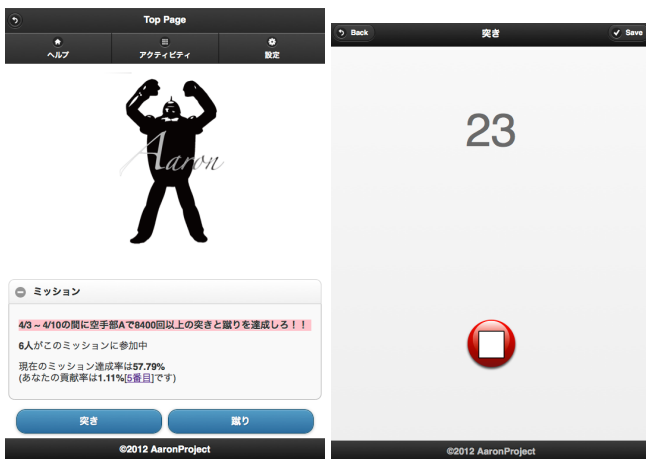 Top Page
ヘルプ
アクティビティ
設定
Aaron
ミッション
4/3 ~ 4/10の間に空手部Aで8400回以上の突きと蹴りを達成しろ！！
6人がこのミッションに参加中
現在のミッション達成率は57.79%
(あなたの貢献率は1.11%[5番目]です)
突き
蹴り
©2012 AaronProject
Back
突き
Save
23
©2012 AaronProject